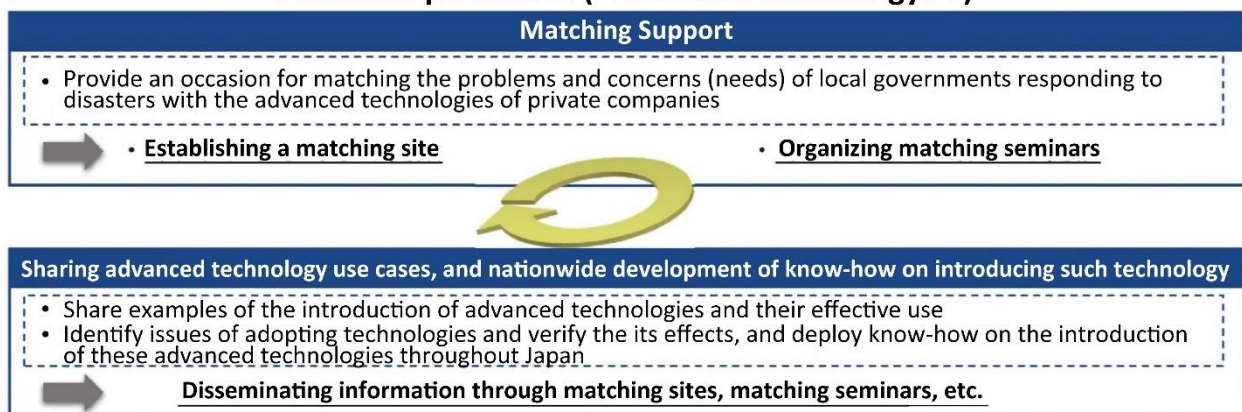 Matching Support
• Provide an occasion for matching the problems and concerns (needs) of local governments responding to
disasters with the advanced technologies of private companies
• Establishing a matching site
• Organizing matching seminars
Sharing advanced technology use cases, and nationwide development of know-how on introducing such technology
• Share examples of the introduction of advanced technologies and their effective use
• Identify issues of adopting technologies and verify the its effects, and deploy know-how on the introduction
of these advanced technologies throughout Japan
Disseminating information through matching sites, matching seminars, etc.